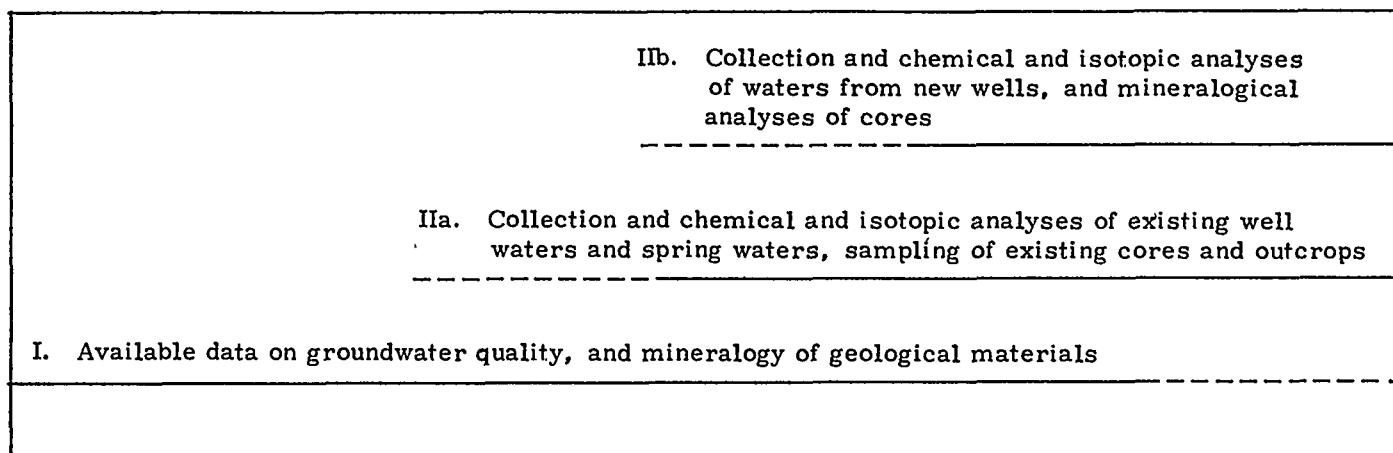 IIb. Collection and chemical and isotopic analyses
of waters from new wells, and mineralogical
analyses of cores
IIa. Collection and chemical and isotopic analyses of existing well
waters and spring waters, sampling of existing cores and outcrops
I. Available data on groundwater quality, and mineralogy of geological materials